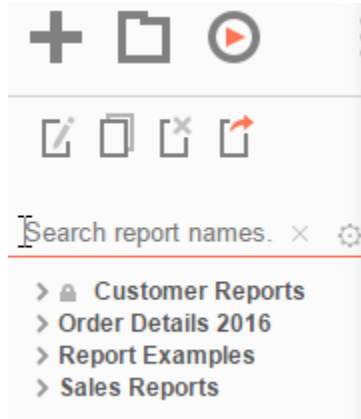 Search report names.
Customer Reports
Order Details 2016
Report Examples
Sales Reports